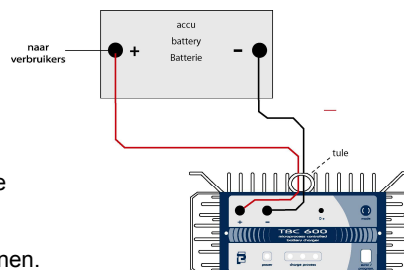 accu
battery
Batterie
+
−
naar
verbruikers
tule
e
nen.
+
−
TBC 600
microprocessor controlled
battery charger
power
charge process